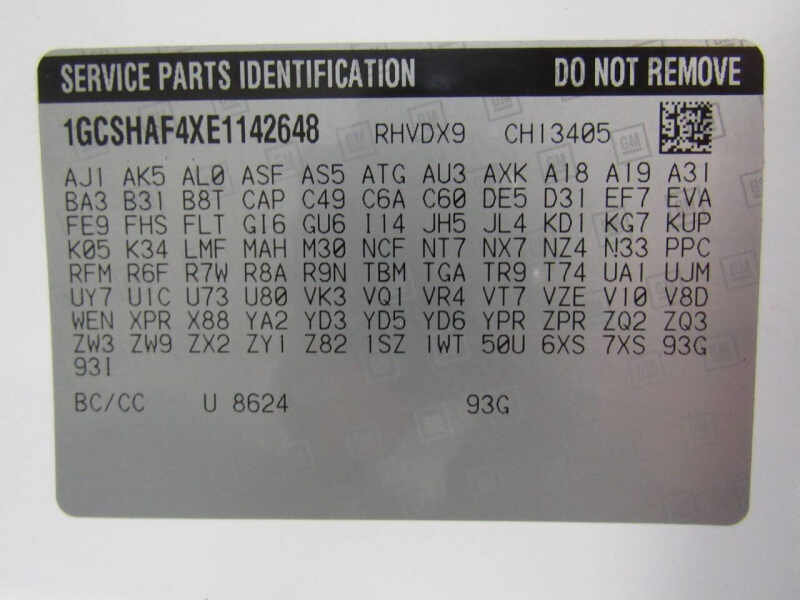 SERVICE PARTS IDENTIFICATION DO NOT REMOVE
1GCSHAF4XE1142648 RHVDX9 CH13405
AJ1 AK5 AL0 ASF AS5 ATG AU3 AXK A18 A19 A31
BA3 B31 B8T CAP C49 C6A C60 DE5 D31 EF7 EVA
FE9 FHS FLT G16 GU6 I14 JH5 JL4 KD1 KG7 KUP
K05 K34 LMF MAH M30 NCF NT7 NX7 NZ4 N33 PPC
RFM R6F R7W R8A R9N TBM TGA TR9 T74 UA1 UJM
UY7 U1C U73 U80 VK3 VQ1 VR4 VT7 VZE V10 V8D
WEN XPR X88 YA2 YD3 YD5 YD6 YPR ZPR ZQ2 ZQ3
ZW3 ZW9 ZX2 ZY1 Z82 1SZ 1WT 50U 6XS 7XS 93G
93I
BC/CC U 8624 93G